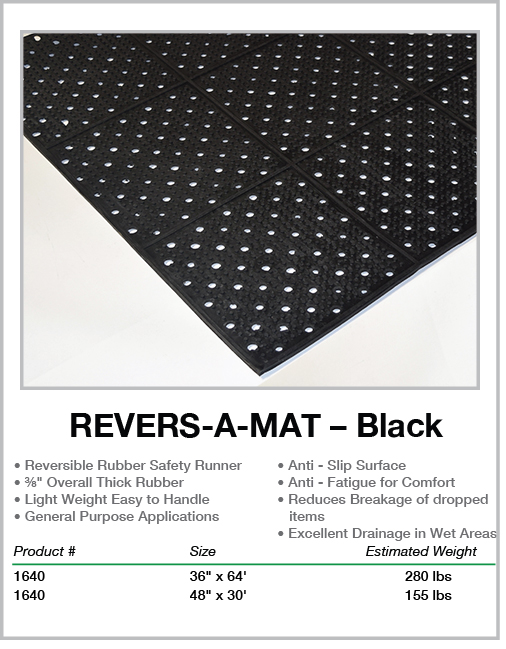 REVERS-A-MAT – Black
• Reversible Rubber Safety Runner
• ⅜" Overall Thick Rubber
• Light Weight Easy to Handle
• General Purpose Applications
• Anti - Slip Surface
• Anti - Fatigue for Comfort
• Reduces Breakage of dropped
items
• Excellent Drainage in Wet Areas
Product # Size Estimated Weight
1640 36" x 64' 280 lbs
1640 48" x 30' 155 lbs